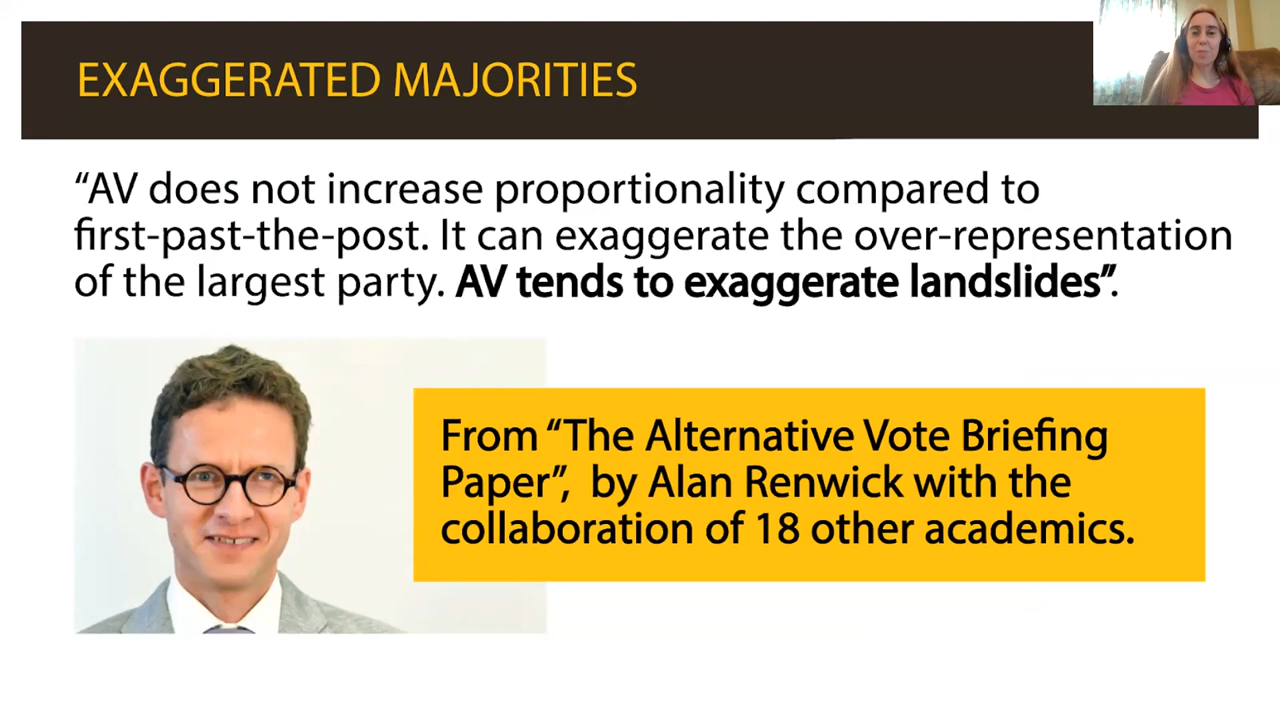 EXAGGERATED MAJORITIES
“AV does not increase proportionality compared to
first-past-the-post. It can exaggerate the over-representation
of the largest party. AV tends to exaggerate landslides”.
From “The Alternative Vote Briefing
Paper”, by Alan Renwick with the
collaboration of 18 other academics.